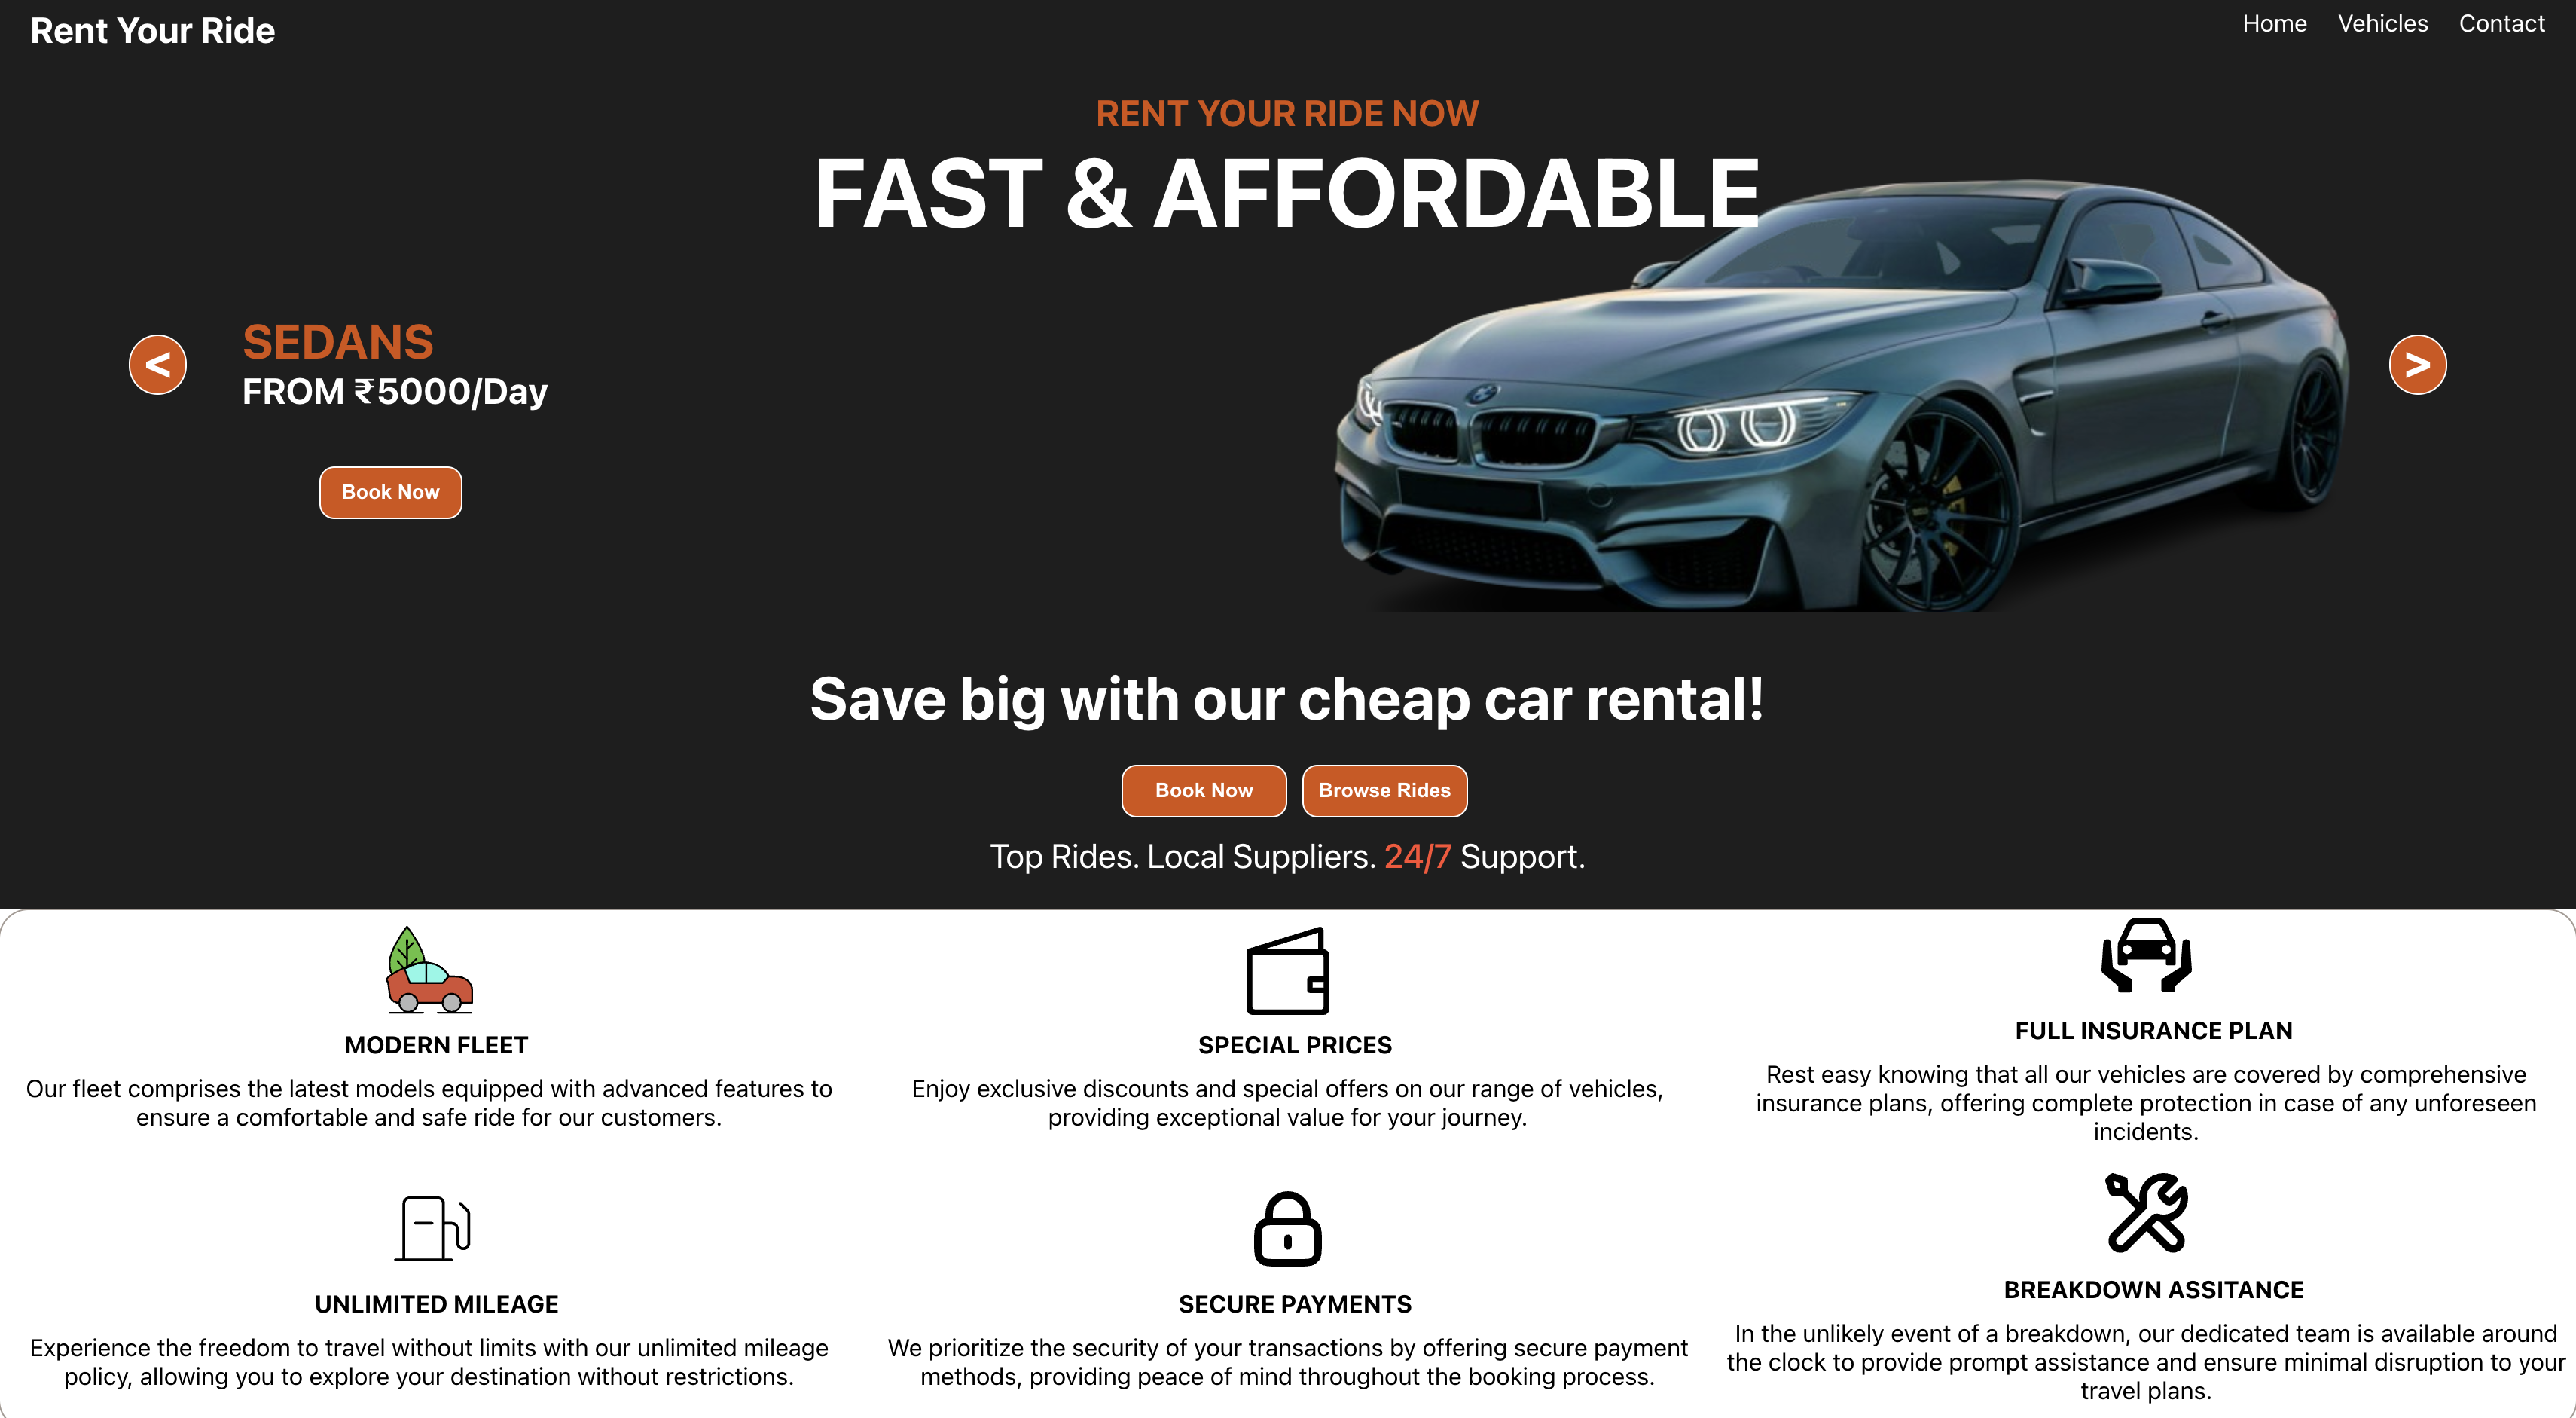 Rent Your Ride
Home Vehicles Contact
RENT YOUR RIDE NOW
FAST & AFFORDABLE
SEDANS
FROM ₹5000/Day
<
>
Book Now
Save big with our cheap car rental!
Book Now Browse Rides
Top Rides. Local Suppliers. 24/7 Support.
MODERN FLEET
Our fleet comprises the latest models equipped with advanced features to
ensure a comfortable and safe ride for our customers.
SPECIAL PRICES
Enjoy exclusive discounts and special offers on our range of vehicles,
providing exceptional value for your journey.
FULL INSURANCE PLAN
Rest easy knowing that all our vehicles are covered by comprehensive
insurance plans, offering complete protection in case of any unforeseen
incidents.
UNLIMITED MILEAGE
Experience the freedom to travel without limits with our unlimited mileage
policy, allowing you to explore your destination without restrictions.
SECURE PAYMENTS
We prioritize the security of your transactions by offering secure payment
methods, providing peace of mind throughout the booking process.
BREAKDOWN ASSITANCE
In the unlikely event of a breakdown, our dedicated team is available around
the clock to provide prompt assistance and ensure minimal disruption to your
travel plans.